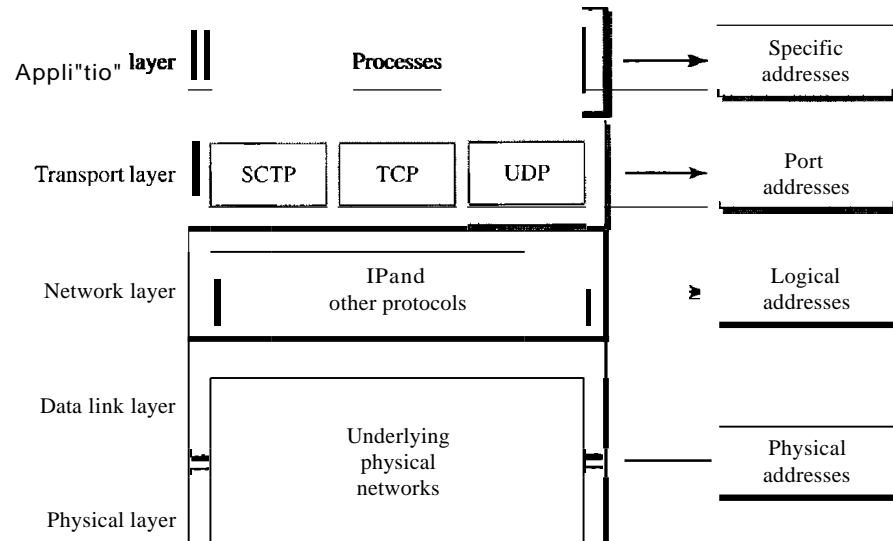 Appli"tio" layer
Processes
Specific
addresses
Transport layer
SCTP
TCP
UDP
Port
addresses
Network layer
IPand
other protocols
Logical
addresses
Data link layer
Underlying
physical
networks
Physical
addresses
Physical layer